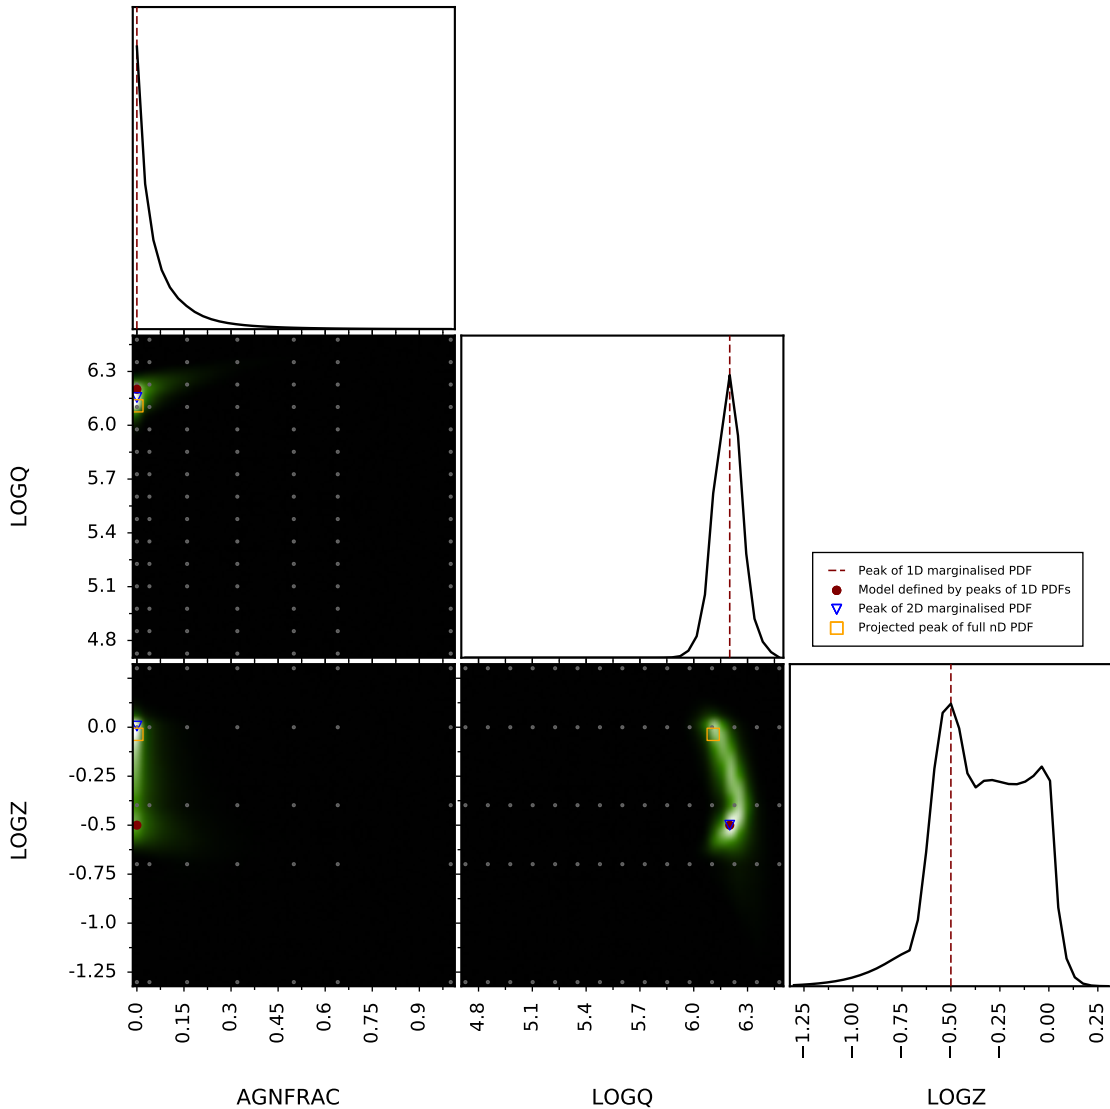 LOGQ
6.3
6.0
5.7
5.4
5.1
4.8
Peak of 1D marginalised PDF
Model defined by peaks of 1D PDFs
Peak of 2D marginalised PDF
Projected peak of full nD PDF
LOGZ
0.0
-0.25
-0.5
-0.75
-1.0
-1.25
0.0 0.15 0.3 0.45 0.6 0.75 0.9
4.8 5.1 5.4 5.7 6.0 6.3
−1.25 −1.00 −0.75 −0.50 −0.25 0.00 0.25
AGNFRAC LOGQ LOGZ